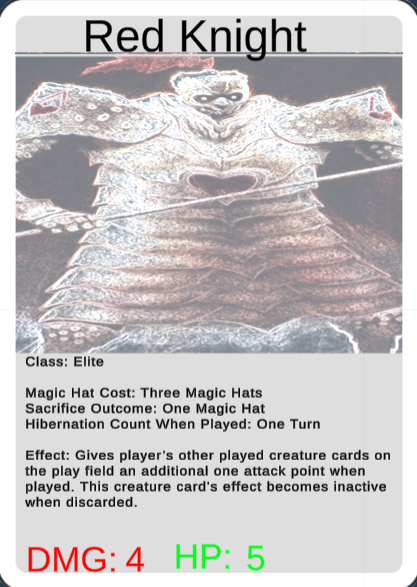 Red Knight
Class: Elite
Magic Hat Cost: Three Magic Hats
Sacrifice Outcome: One Magic Hat
Hibernation Count When Played: One Turn
Effect: Gives player's other played creature cards on
the play field an additional one attack point when
played. This creature card's effect becomes inactive
when discarded.
DMG: 4 HP: 5